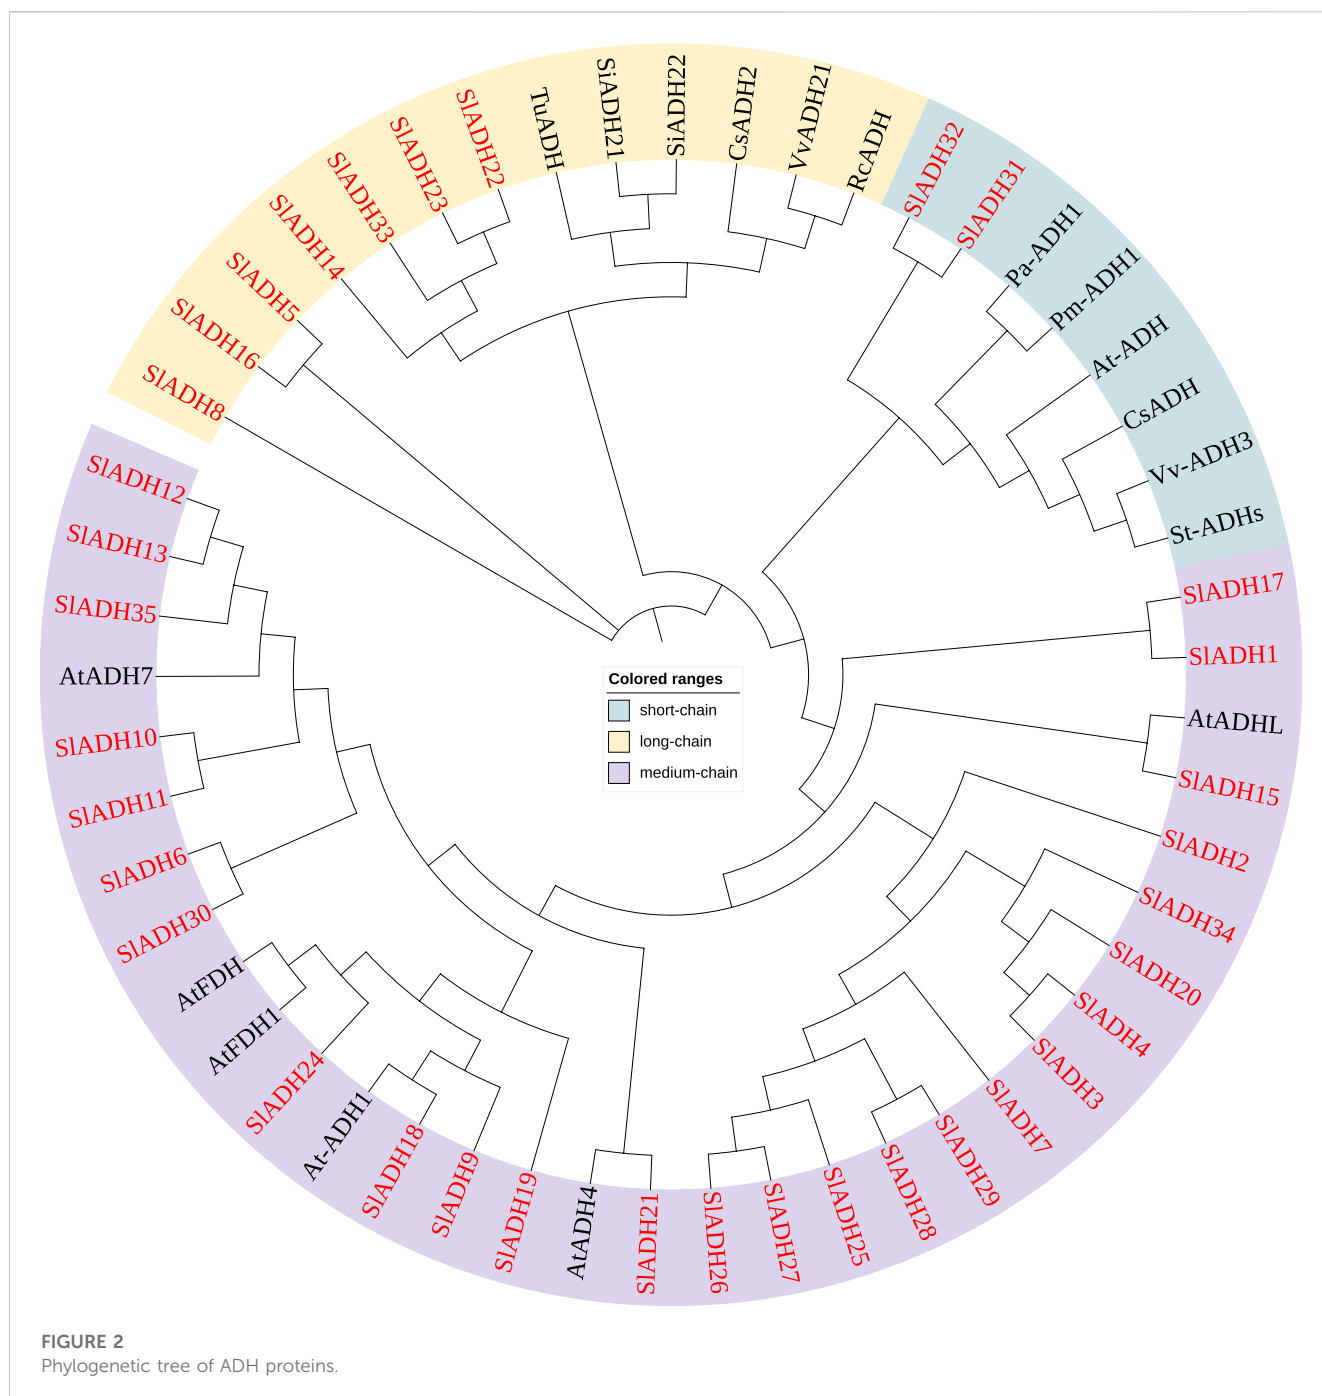 SlADH8
SlADH16
SlADH5
SlADH14
SlADH33
SlADH23
SlADH22
TuADH
SiADH21
SiADH22
CsADH2
VvADH21
RcADH
SlADH32
SlADH31
Pa-ADH1
Pm-ADH1
At-ADH
CsADH
Vv-ADH3
St-ADHs
SlADH17
SlADH1
AtADHL
SlADH15
SlADH2
SlADH34
SlADH20
SlADH4
SlADH3
SlADH7
SlADH29
SlADH28
SlADH25
SlADH27
SlADH26
SlADH21
AtADH4
SlADH19
SlADH9
SlADH18
At-ADH1
SlADH24
AtFDH1
AtFDH
SlADH30
SlADH6
SlADH11
SlADH10
AtADH7
SlADH35
SlADH13
SlADH12
Colored ranges
short-chain
long-chain
medium-chain
FIGURE 2
Phylogenetic tree of ADH proteins.